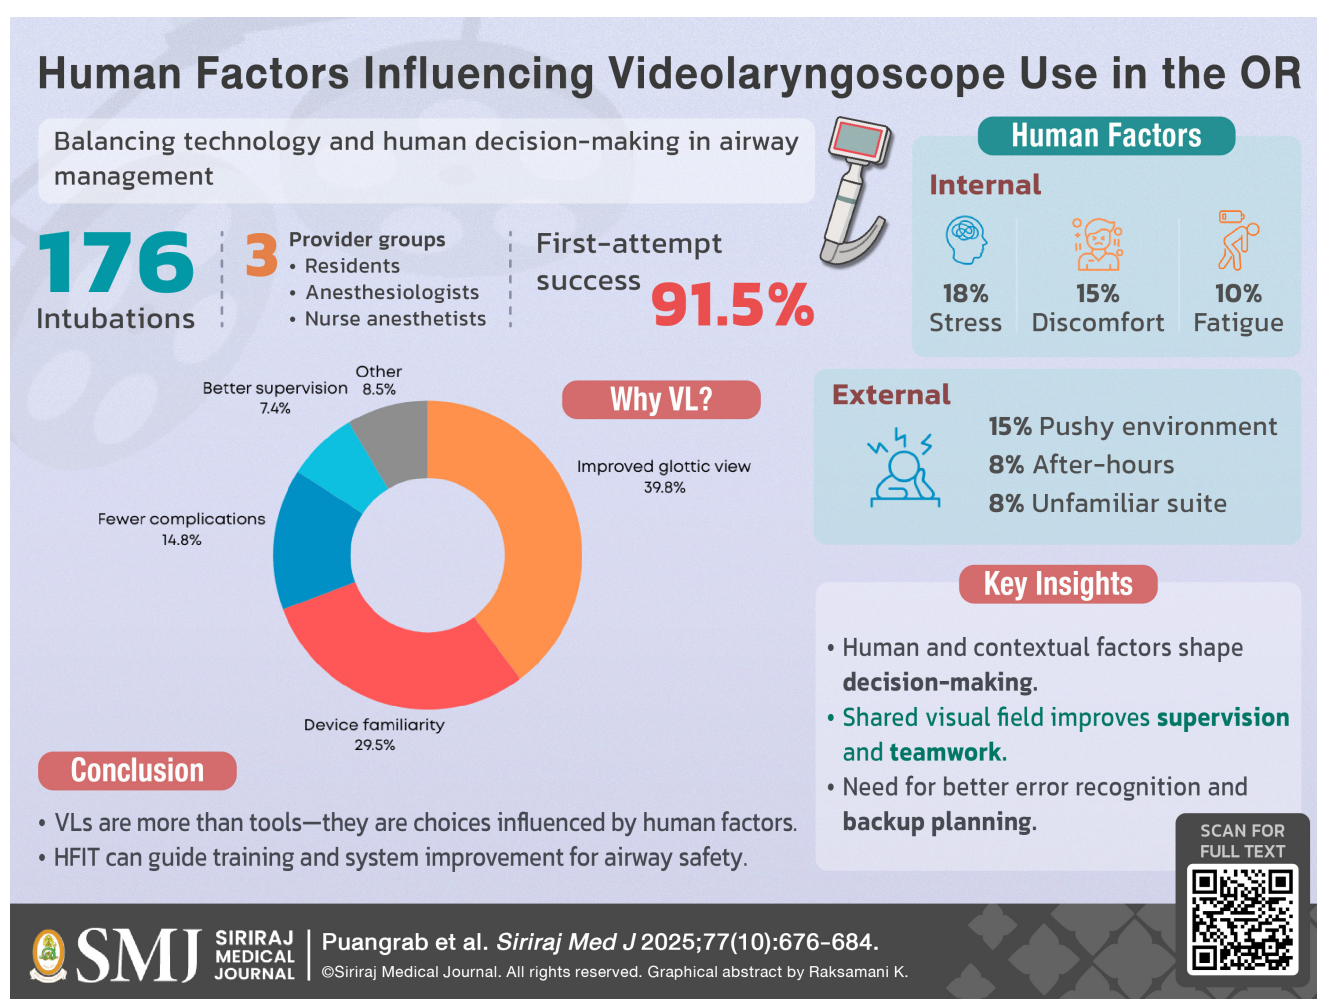 Human Factors Influencing Videolaryngoscope Use in the OR
Balancing technology and human decision-making in airway
management
176
Intubations
3
Provider groups
• Residents
• Anesthesiologists
• Nurse anesthetists
First-attempt
success
91.5%
Human Factors
Internal
18%
Stress
15%
Discomfort
10%
Fatigue
External
15% Pushy environment
8% After-hours
8% Unfamiliar suite
Why VL?
Other
8.5%
Better supervision
7.4%
Improved glottic view
39.8%
Fewer complications
14.8%
Device familiarity
29.5%
Key Insights
• Human and contextual factors shape
decision-making.
• Shared visual field improves supervision
and teamwork.
• Need for better error recognition and
backup planning.
Conclusion
• VLs are more than tools—they are choices influenced by human factors.
• HFIT can guide training and system improvement for airway safety.
SCAN FOR
FULL TEXT
SMJ
SIRIRAJ
MEDICAL
JOURNAL
Puangrab et al. Siriraj Med J 2025;77(10):676-684.
©Siriraj Medical Journal. All rights reserved. Graphical abstract by Raksamani K.